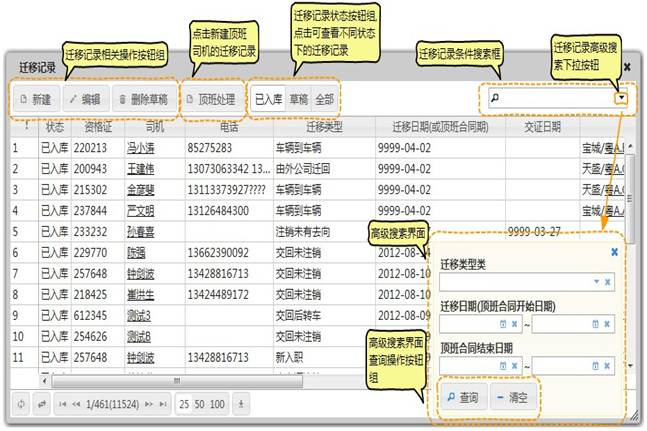 迁移记录状态按钮组,
点击可查看不同状态
下的迁移记录
点击新建顶班
司机的迁移记录
迁移记录相关操作按钮组
迁移记录条件搜索框
迁移记录高级搜
索下拉按钮
迁移记录
新建 编辑 删除草稿 顶班处理 已入库 草稿 全部
状态 资格证 司机 电话 迁移类型 迁移日期(或顶班合同期) 交证日期
1 已入库 220213 冯小涛 85275283 车辆到车辆 9999-04-02 宝城/粤A.
2 已入库 200943 王建伟 13073063342 13... 由外公司迁回 9999-04-02 天盛/粤A.
3 已入库 215302 金彦斐 13113373927???? 车辆到车辆 9999-04-02 天盛/粤A.
4 已入库 237844 严文明 13126484300 车辆到车辆 9999-04-02 宝城/粤A.
5 已入库 233232 孙春喜 注销未有去向 9999-03-27
6 已入库 229770 陈强 13662390092 交回未注销 2012-08-14
7 已入库 257648 钟剑波 13428816713 交回未注销 2012-08-10
8 已入库 218425 崔洪生 13424489172 交回未注销 2012-08-10
9 已入库 612345 测试3 交回后转车 2012-08-09
10 已入库 254626 测试B 交回未注销
11 已入库 257648 钟剑波 13428816713 新入职
高级搜素界面
迁移类型类
迁移日期(顶班合同开始日期)
~
顶班合同结束日期
~
高级搜素界面
查询操作按钮
组
查询 清空
1/461(11524) 25 50 100